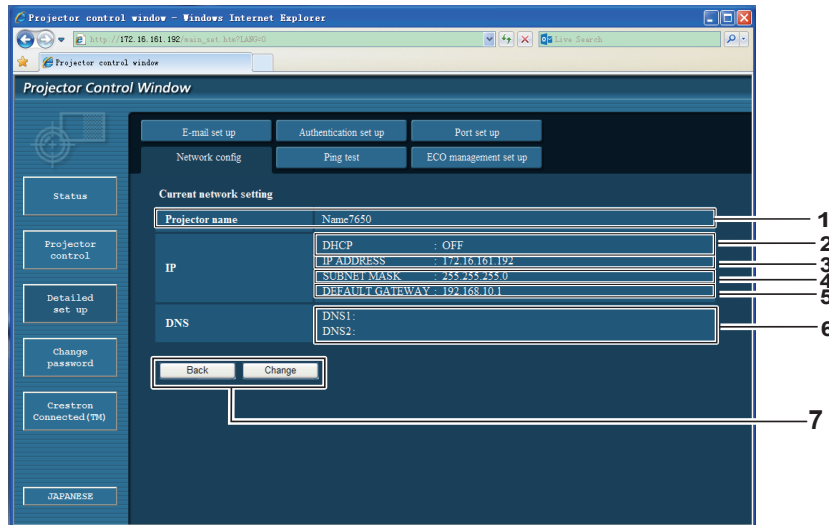 Projector control window - Windows Internet Explorer
http://172.16.161.192/main_set.htm?LANG=0
Live Search
Projector control window
Projector Control Window
E-mail set up Authentication set up Port set up
Network config Ping test ECO management set up
Status
Current network setting
Projector name Name7650 1
Projector control
DHCP : OFF 2
IP
IP ADDRESS : 172.16.161.192 3
SUBNET MASK : 255.255.255.0 4
DEFAULT GATEWAY : 192.168.10.1 5
Detailed set up
DNS
DNS1:
DNS2:
6
Change password
Back Change
7
Crestron Connected(TM)
JAPANESE